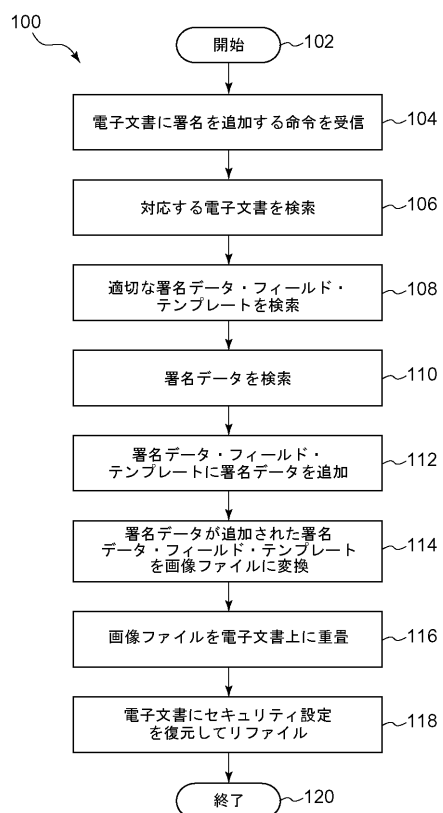 100
開始
102
電子文書に署名を追加する命令を受信
104
対応する電子文書を検索
106
適切な署名データ・フィールド・
テンプレートを検索
108
署名データを検索
110
署名データ・フィールド・
テンプレートに署名データを追加
112
署名データが追加された署名
データ・フィールド・テンプレート
を画像ファイルに変換
114
画像ファイルを電子文書上に重畳
116
電子文書にセキュリティ設定
を復元してリファイル
118
終了
120